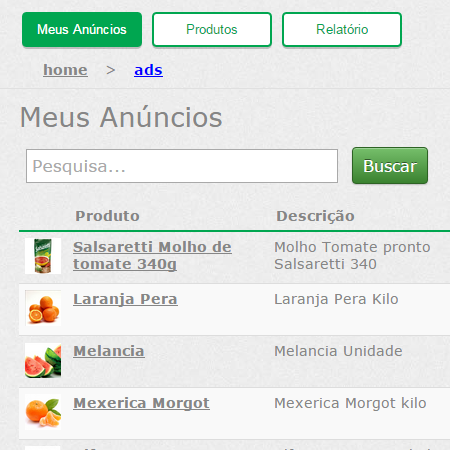 Meus Anúncios Produtos Relatório
home > ads
Meus Anúncios
Pesquisa... Buscar
Produto Descrição
Salsaretti Molho de Molho Tomate pronto
tomate 340g Salsaretti 340
Laranja Pera Laranja Pera Kilo
Melancia Melancia Unidade
Mexerica Morgot Mexerica Morgot kilo